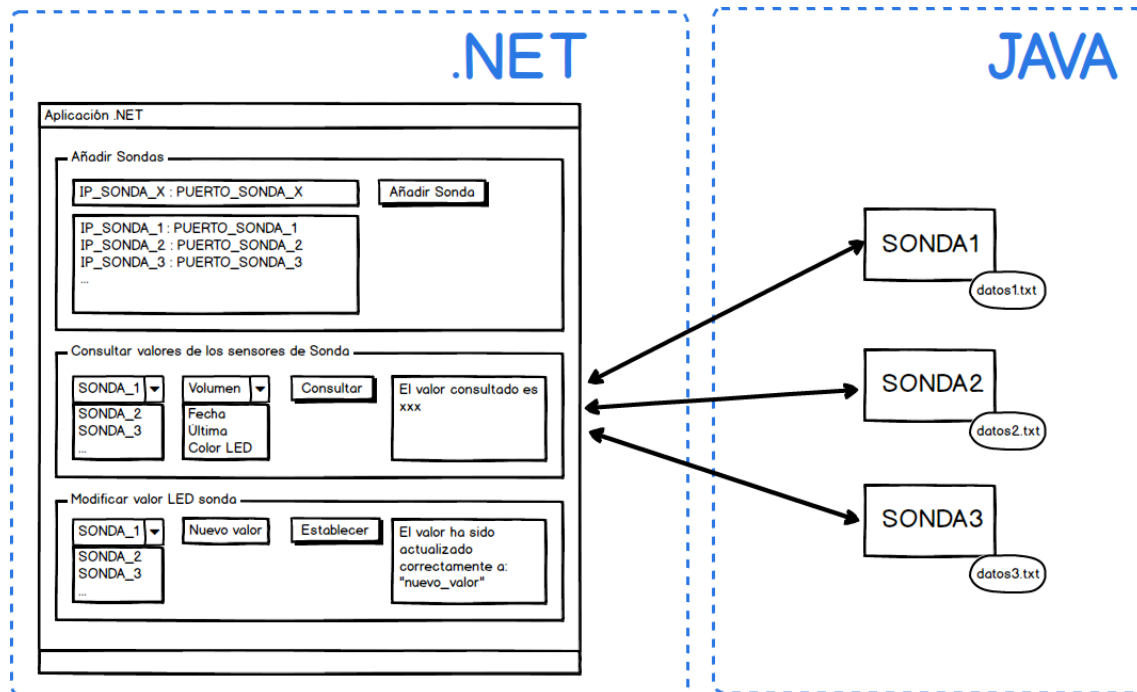 .NET
JAVA
Aplicación .NET
Añadir Sondas
IP_SONDA_X : PUERTO_SONDA_X
Añadir Sonda
IP_SONDA_1 : PUERTO_SONDA_1
IP_SONDA_2 : PUERTO_SONDA_2
IP_SONDA_3 : PUERTO_SONDA_3
...
Consultar valores de los sensores de Sonda
SONDA_1
SONDA_2
SONDA_3
...
Volumen
Fecha
Última
Color LED
Consultar
El valor consultado es
xxx
Modificar valor LED sonda
SONDA_1
SONDA_2
SONDA_3
...
Nuevo valor
Establecer
El valor ha sido
actualizado
correctamente a:
"nuevo_valor"
SONDA1
datos1.txt
SONDA2
datos2.txt
SONDA3
datos3.txt